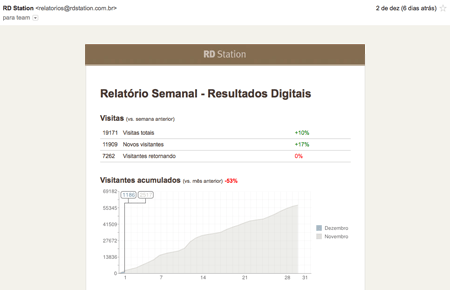 RD Station <relatorios@rdstation.com.br>
2 de dez (6 dias atrás)
para team
RD Station
Relatório Semanal - Resultados Digitais
Visitas (vs. semana anterior)
19171 Visitas totais +10%
11909 Novos visitantes +17%
7262 Visitantes retornando 0%
Visitantes acumulados (vs. mês anterior) -53%
69182
55345
41509
27672
13836
0
1 7 14 21 28 31
Dezembro
Novembro